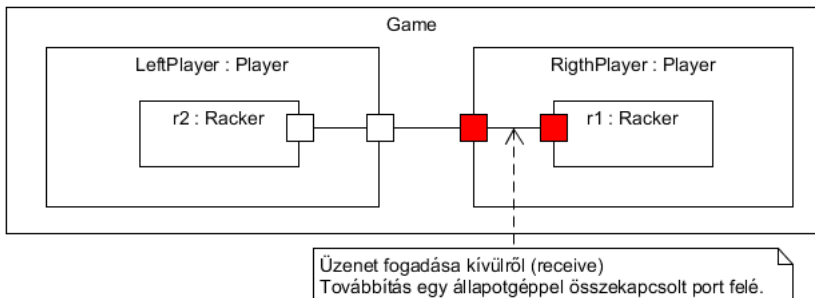 Game
LeftPlayer : Player
RigthPlayer : Player
r2 : Racker
r1 : Racker
Üzenet fogadása kívülről (receive)
Továbbítás egy állapotgéppel összekapcsolt port felé.